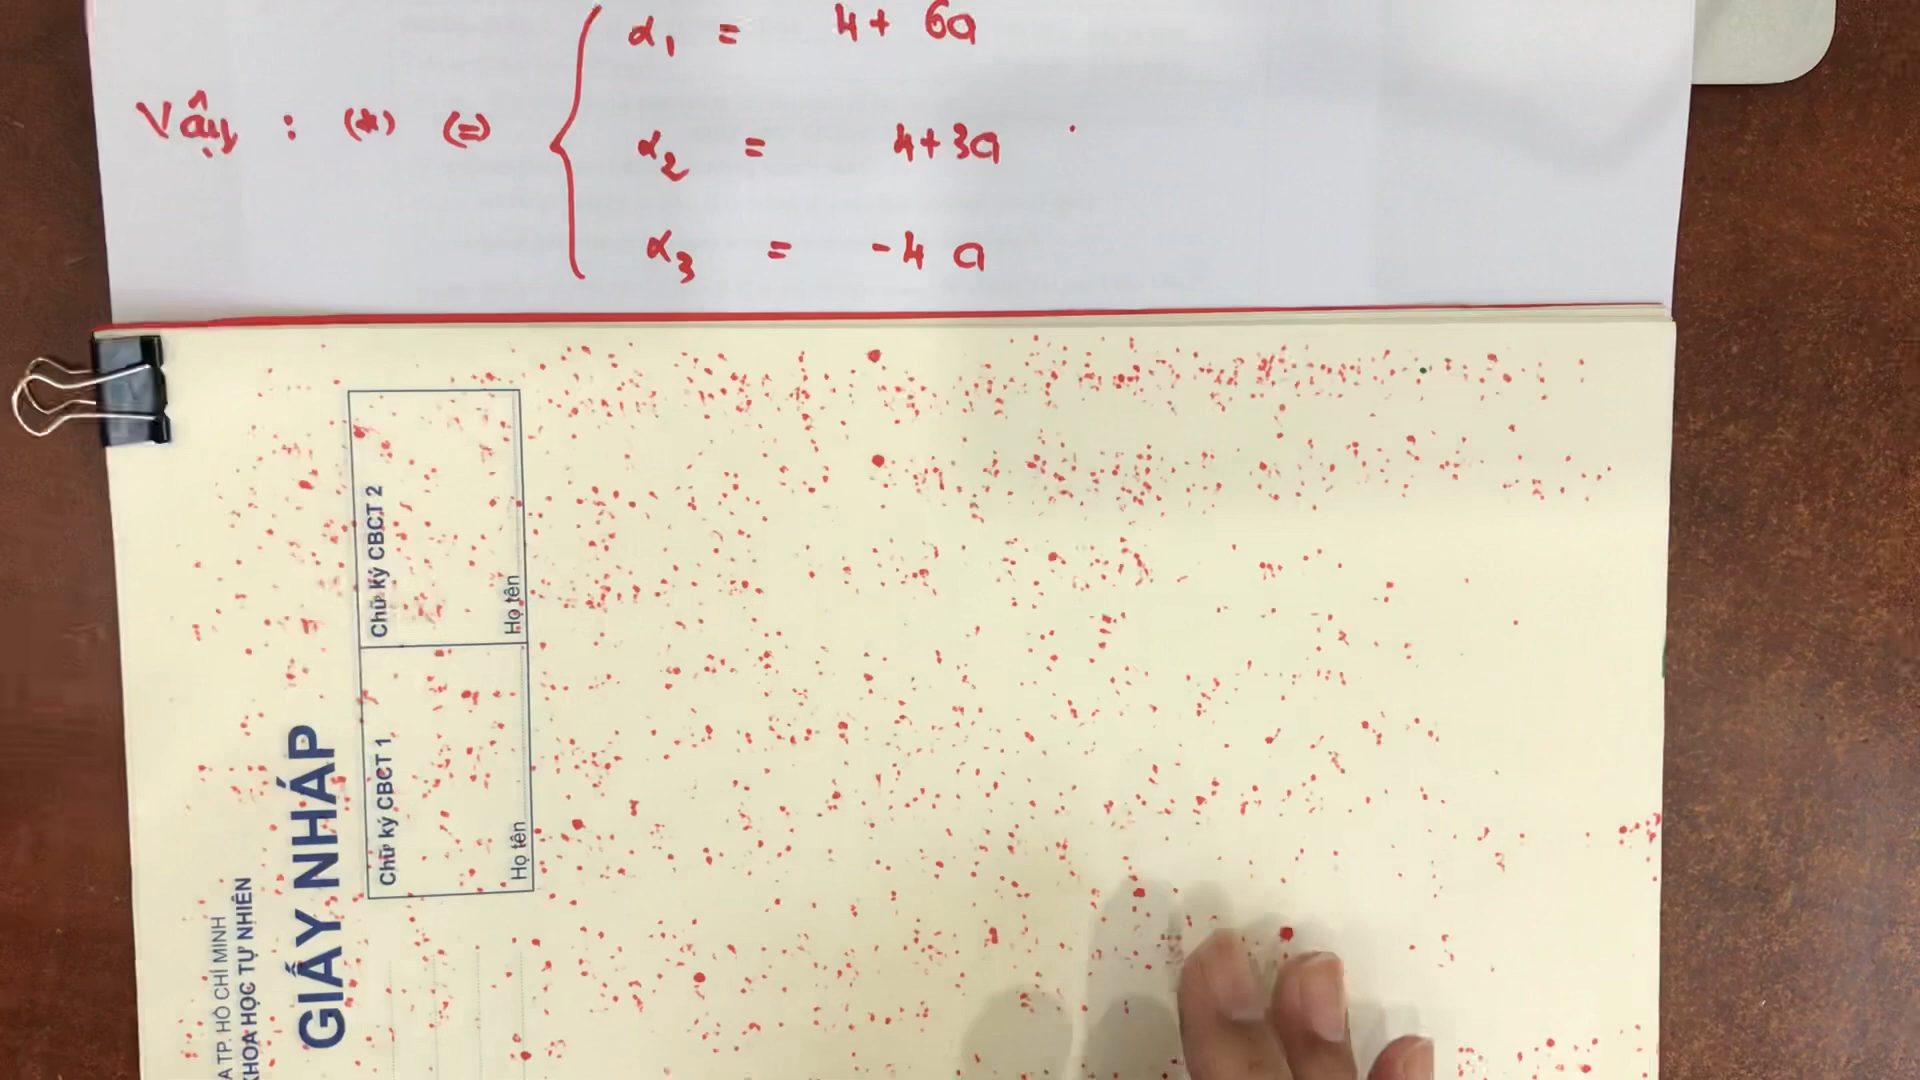 α₁ = 4 + 6a
Vậy : (*) (=) α₂ = 4+3a .
α₃ = -4 a
A TP. HỒ CHÍ MINH
KHOA HỌC TỰ NHIÊN
GIẤY NHÁP
Chữ ký CBCT 1
Họ tên
Chữ ký CBCT 2
Họ tên